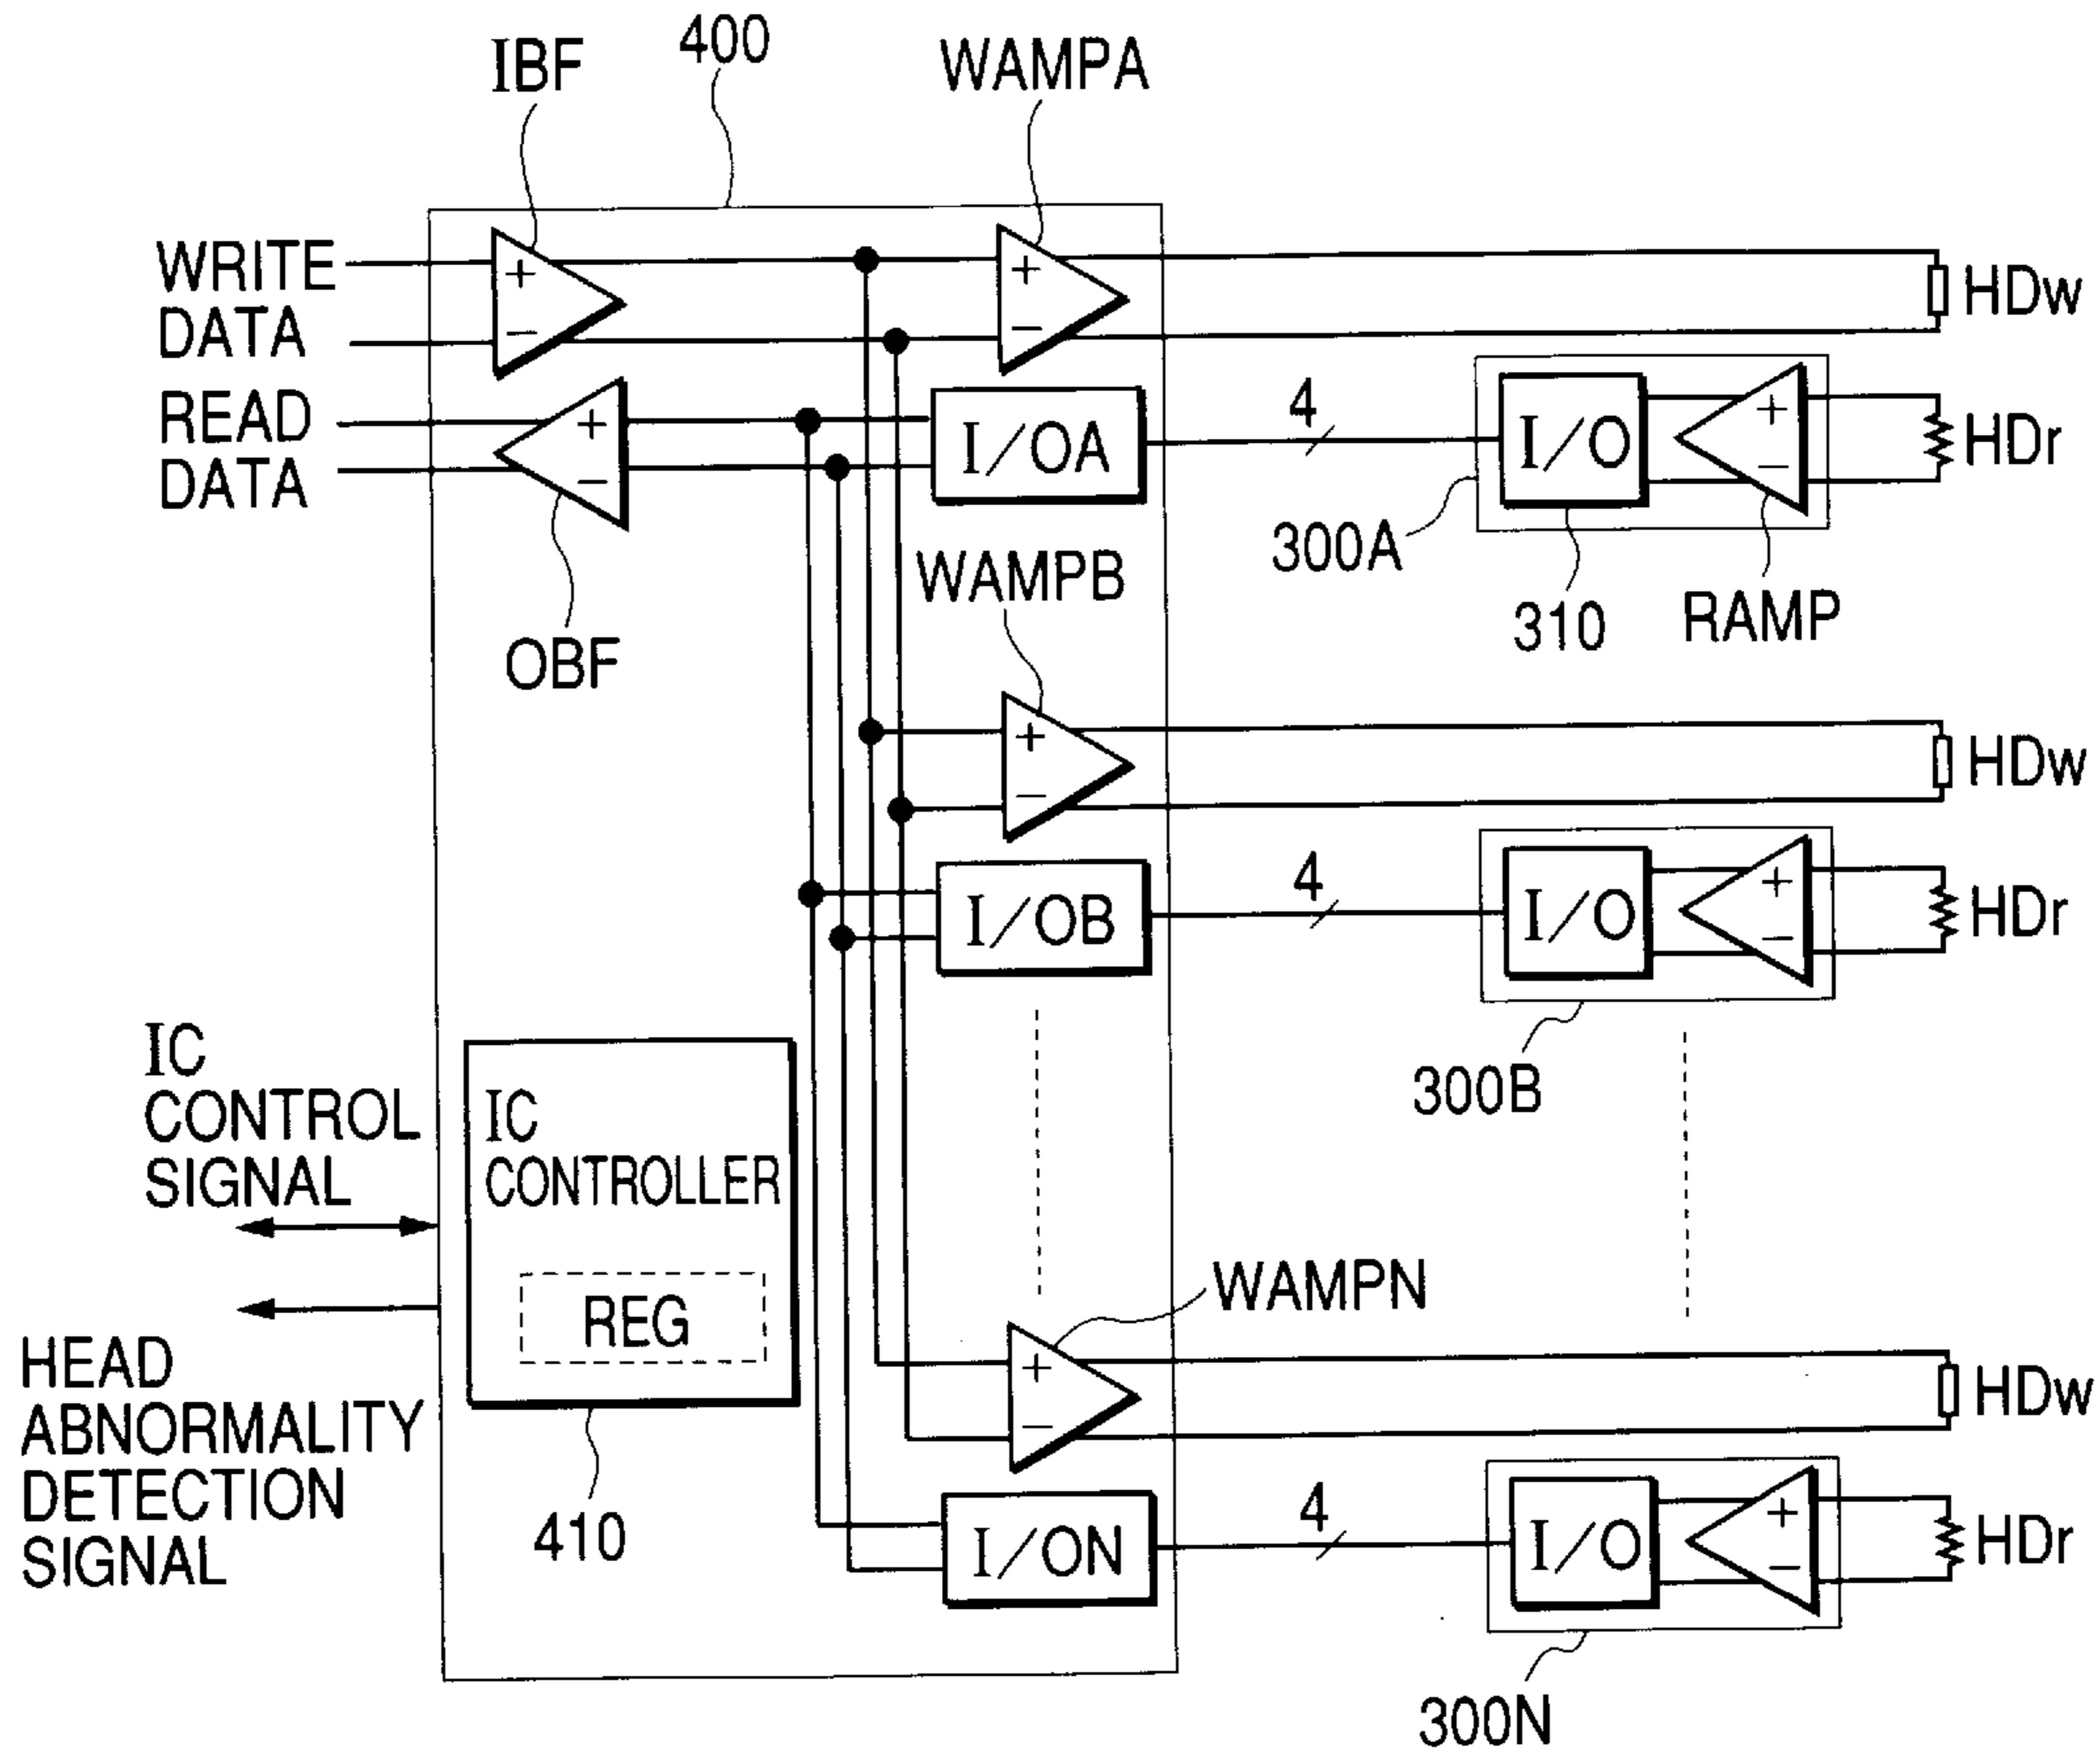 IBF
400
WAMPA
WRITE
DATA
+
−
+
−
HDw
READ
DATA
+
−
I/OA
4
I/O
+
−
HDr
300A
310
RAMP
OBF
WAMPB
+
−
HDw
I/OB
4
I/O
+
−
HDr
300B
IC
CONTROL
SIGNAL
IC
CONTROLLER
REG
410
HEAD
ABNORMALITY
DETECTION
SIGNAL
WAMPN
+
−
HDw
I/ON
4
I/O
+
−
HDr
300N